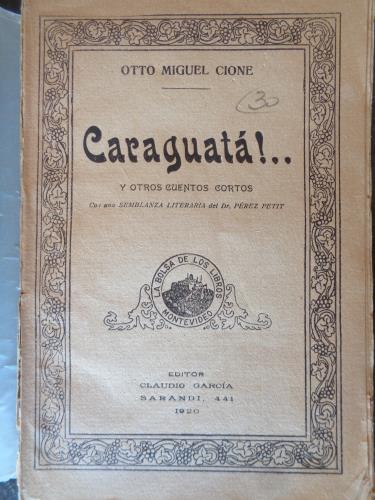 OTTO MIGUEL CIONE
30
Caraguatá!..
Y OTROS CUENTOS CORTOS
Con una SEMBLANZA LITERARIA del Dr. PÉREZ PETIT
LA BOLSA DE LOS LIBROS
MONTEVIDEO
EDITOR
CLAUDIO GARCÍA
SARANDI, 441
1920